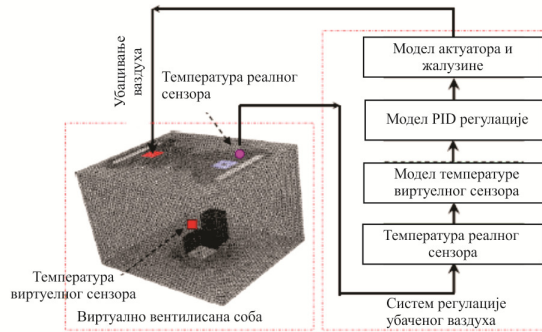 Убацивање
ваздуха
Температура реалног
сензора
Температура
виртуелног сензора
Виртуално вентилисана соба
Модел актуатора и
жалузине
Модел PID регулације
Модел температуре
виртуелног сензора
Температура реалног
сензора
Систем регулације
убаченог ваздуха